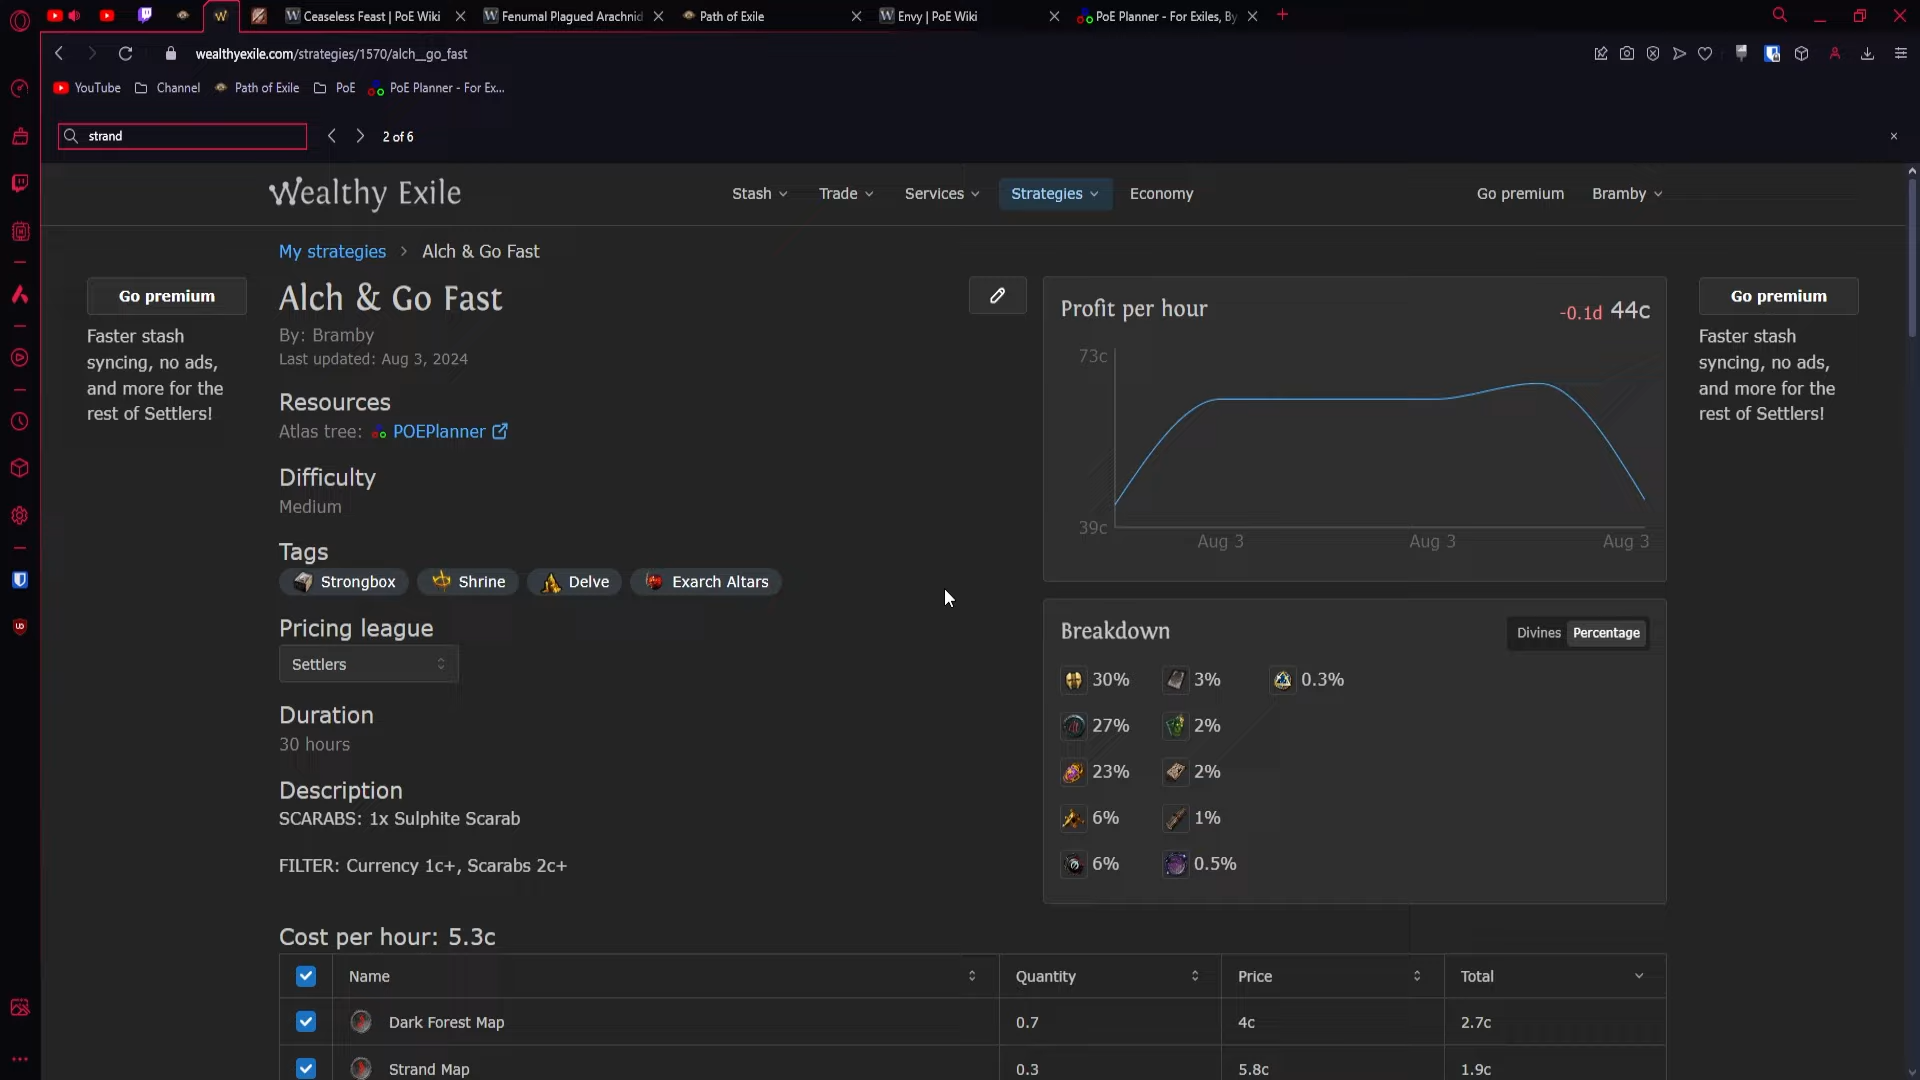 Ceaseless Feast | PoE Wiki
Fenumal Plagued Arachnid
Path of Exile
Envy | PoE Wiki
PoE Planner - For Exiles, By
wealthyexile.com/strategies/1570/alch__go_fast
YouTube
Channel
Path of Exile
PoE
PoE Planner - For Ex...
strand
2 of 6
Wealthy Exile
Stash
Trade
Services
Strategies
Economy
Go premium
Bramby
My strategies > Alch & Go Fast
Go premium
Faster stash
syncing, no ads,
and more for the
rest of Settlers!
Alch & Go Fast
By: Bramby
Last updated: Aug 3, 2024
Resources
Atlas tree: POEPlanner
Difficulty
Medium
Tags
Strongbox
Shrine
Delve
Exarch Altars
Pricing league
Settlers
Duration
30 hours
Description
SCARABS: 1x Sulphite Scarab
FILTER: Currency 1c+, Scarabs 2c+
Profit per hour
-0.1d 44c
73c
39c
Aug 3
Aug 3
Aug 3
Breakdown
Divines
Percentage
30%
3%
0.3%
27%
2%
23%
2%
6%
1%
6%
0.5%
Go premium
Faster stash
syncing, no ads,
and more for the
rest of Settlers!
Cost per hour: 5.3c
Name
Quantity
Price
Total
Dark Forest Map
0.7
4c
2.7c
Strand Map
0.3
5.8c
1.9c